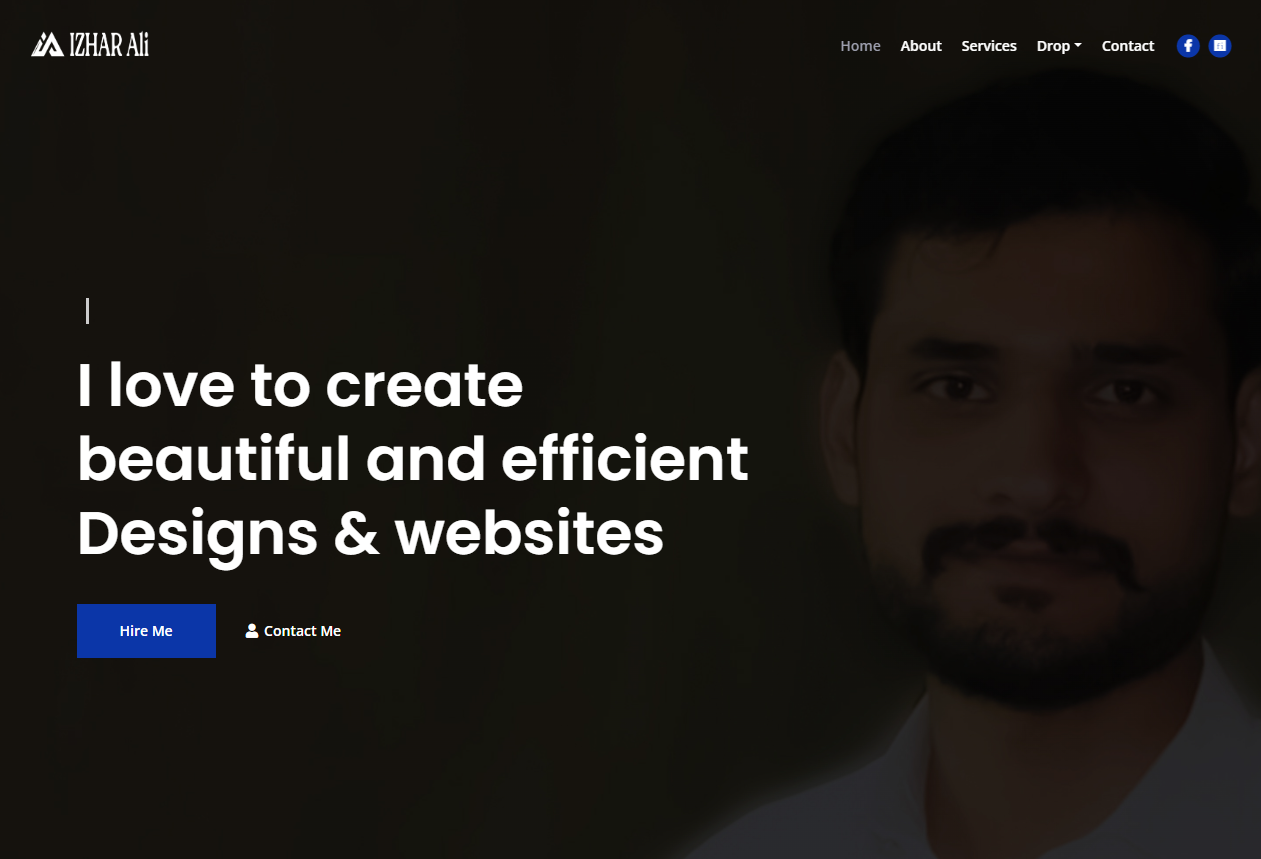 IZHAR Ali
Home About Services Drop Contact
I love to create
beautiful and efficient
Designs & websites
Hire Me Contact Me